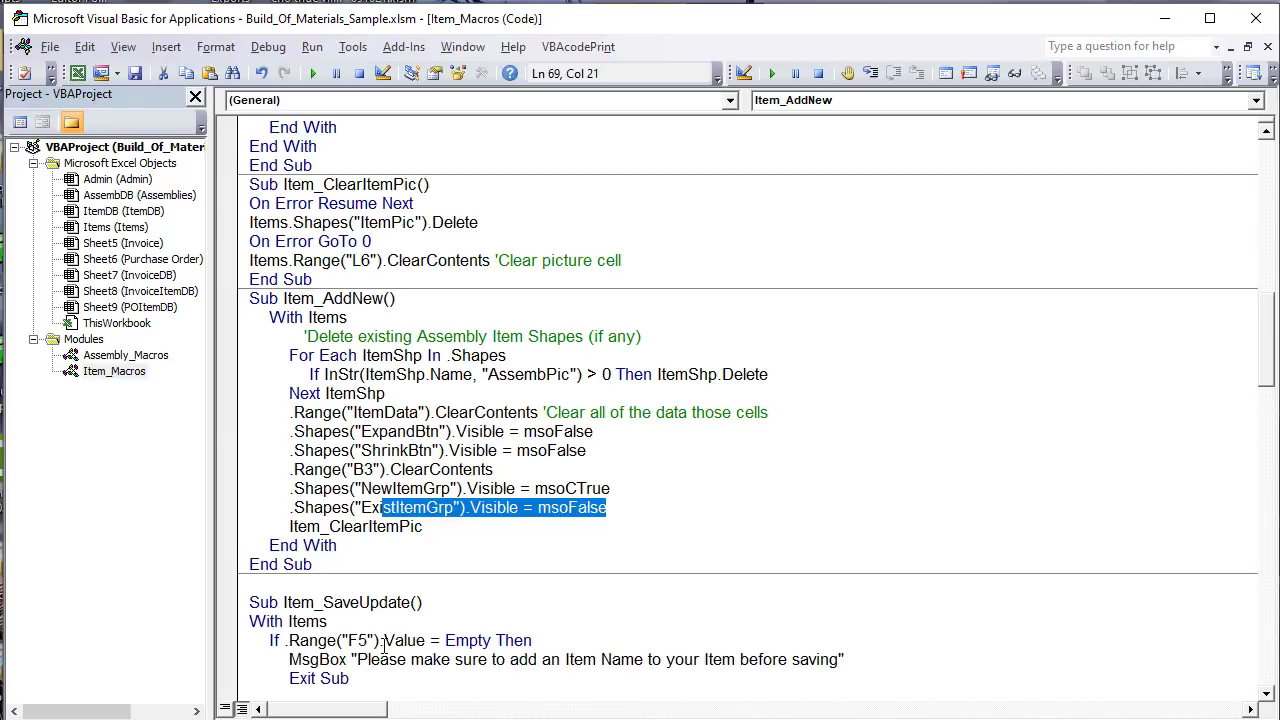 Microsoft Visual Basic for Applications - Build_Of_Materials_Sample.xlsm - [Item_Macros (Code)]
File Edit View Insert Format Debug Run Tools Add-Ins Window Help VBAcodePrint
Type a question for help
Ln 69, Col 21
Project - VBAProject
(General)
Item_AddNew
VBAProject (Build_Of_Mater
Microsoft Excel Objects
Admin (Admin)
AssembDB (Assemblies)
ItemDB (ItemDB)
Items (Items)
Sheet5 (Invoice)
Sheet6 (Purchase Order)
Sheet7 (InvoiceDB)
Sheet8 (InvoiceItemDB)
Sheet9 (POItemDB)
ThisWorkbook
Modules
Assembly_Macros
Item_Macros
End With
End With
End Sub
Sub Item_ClearItemPic()
On Error Resume Next
Items.Shapes("ItemPic").Delete
On Error GoTo 0
Items.Range("L6").ClearContents 'Clear picture cell
End Sub
Sub Item_AddNew()
With Items
'Delete existing Assembly Item Shapes (if any)
For Each ItemShp In .Shapes
If InStr(ItemShp.Name, "AssembPic") > 0 Then ItemShp.Delete
Next ItemShp
.Range("ItemData").ClearContents 'Clear all of the data those cells
.Shapes("ExpandBtn").Visible = msoFalse
.Shapes("ShrinkBtn").Visible = msoFalse
.Range("B3").ClearContents
.Shapes("NewItemGrp").Visible = msoCTrue
.Shapes("ExistItemGrp").Visible = msoFalse
Item_ClearItemPic
End With
End Sub
Sub Item_SaveUpdate()
With Items
If .Range("F5").Value = Empty Then
MsgBox "Please make sure to add an Item Name to your Item before saving"
Exit Sub